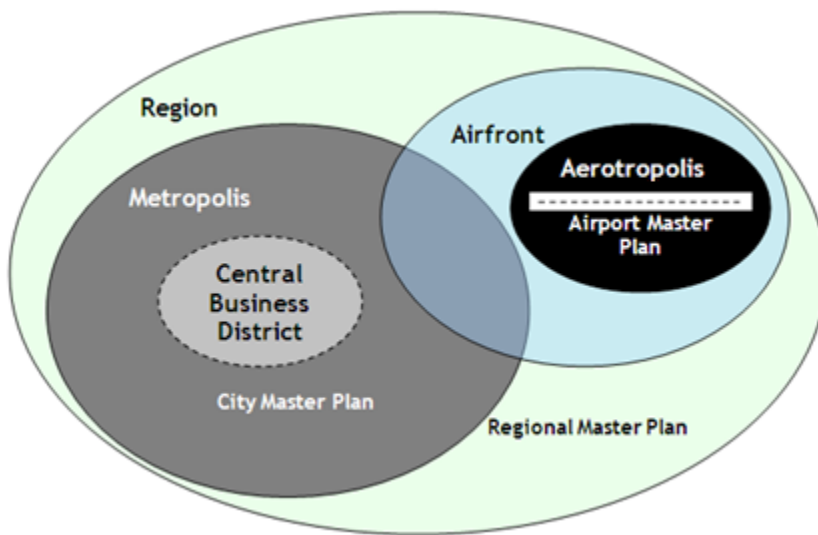 Region
Airfront
Aerotropolis
Airport Master
Plan
Metropolis
Central
Business
District
City Master Plan
Regional Master Plan